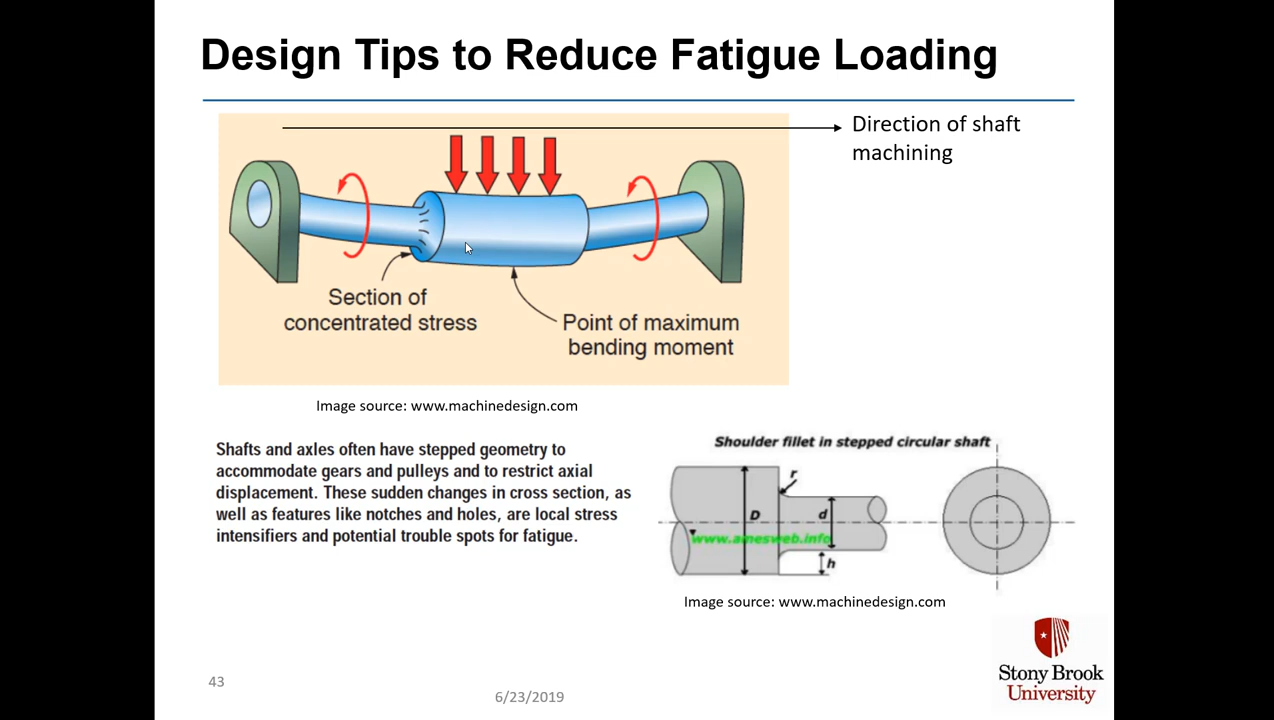 Design Tips to Reduce Fatigue Loading
Direction of shaft
machining
Section of
concentrated stress
Point of maximum
bending moment
Image source: www.machinedesign.com
Shafts and axles often have stepped geometry to
accommodate gears and pulleys and to restrict axial
displacement. These sudden changes in cross section, as
well as features like notches and holes, are local stress
intensifiers and potential trouble spots for fatigue.
Shoulder fillet in stepped circular shaft
r
D
d
www.amesweb.info
h
Image source: www.machinedesign.com
Stony Brook
University
43
6/23/2019